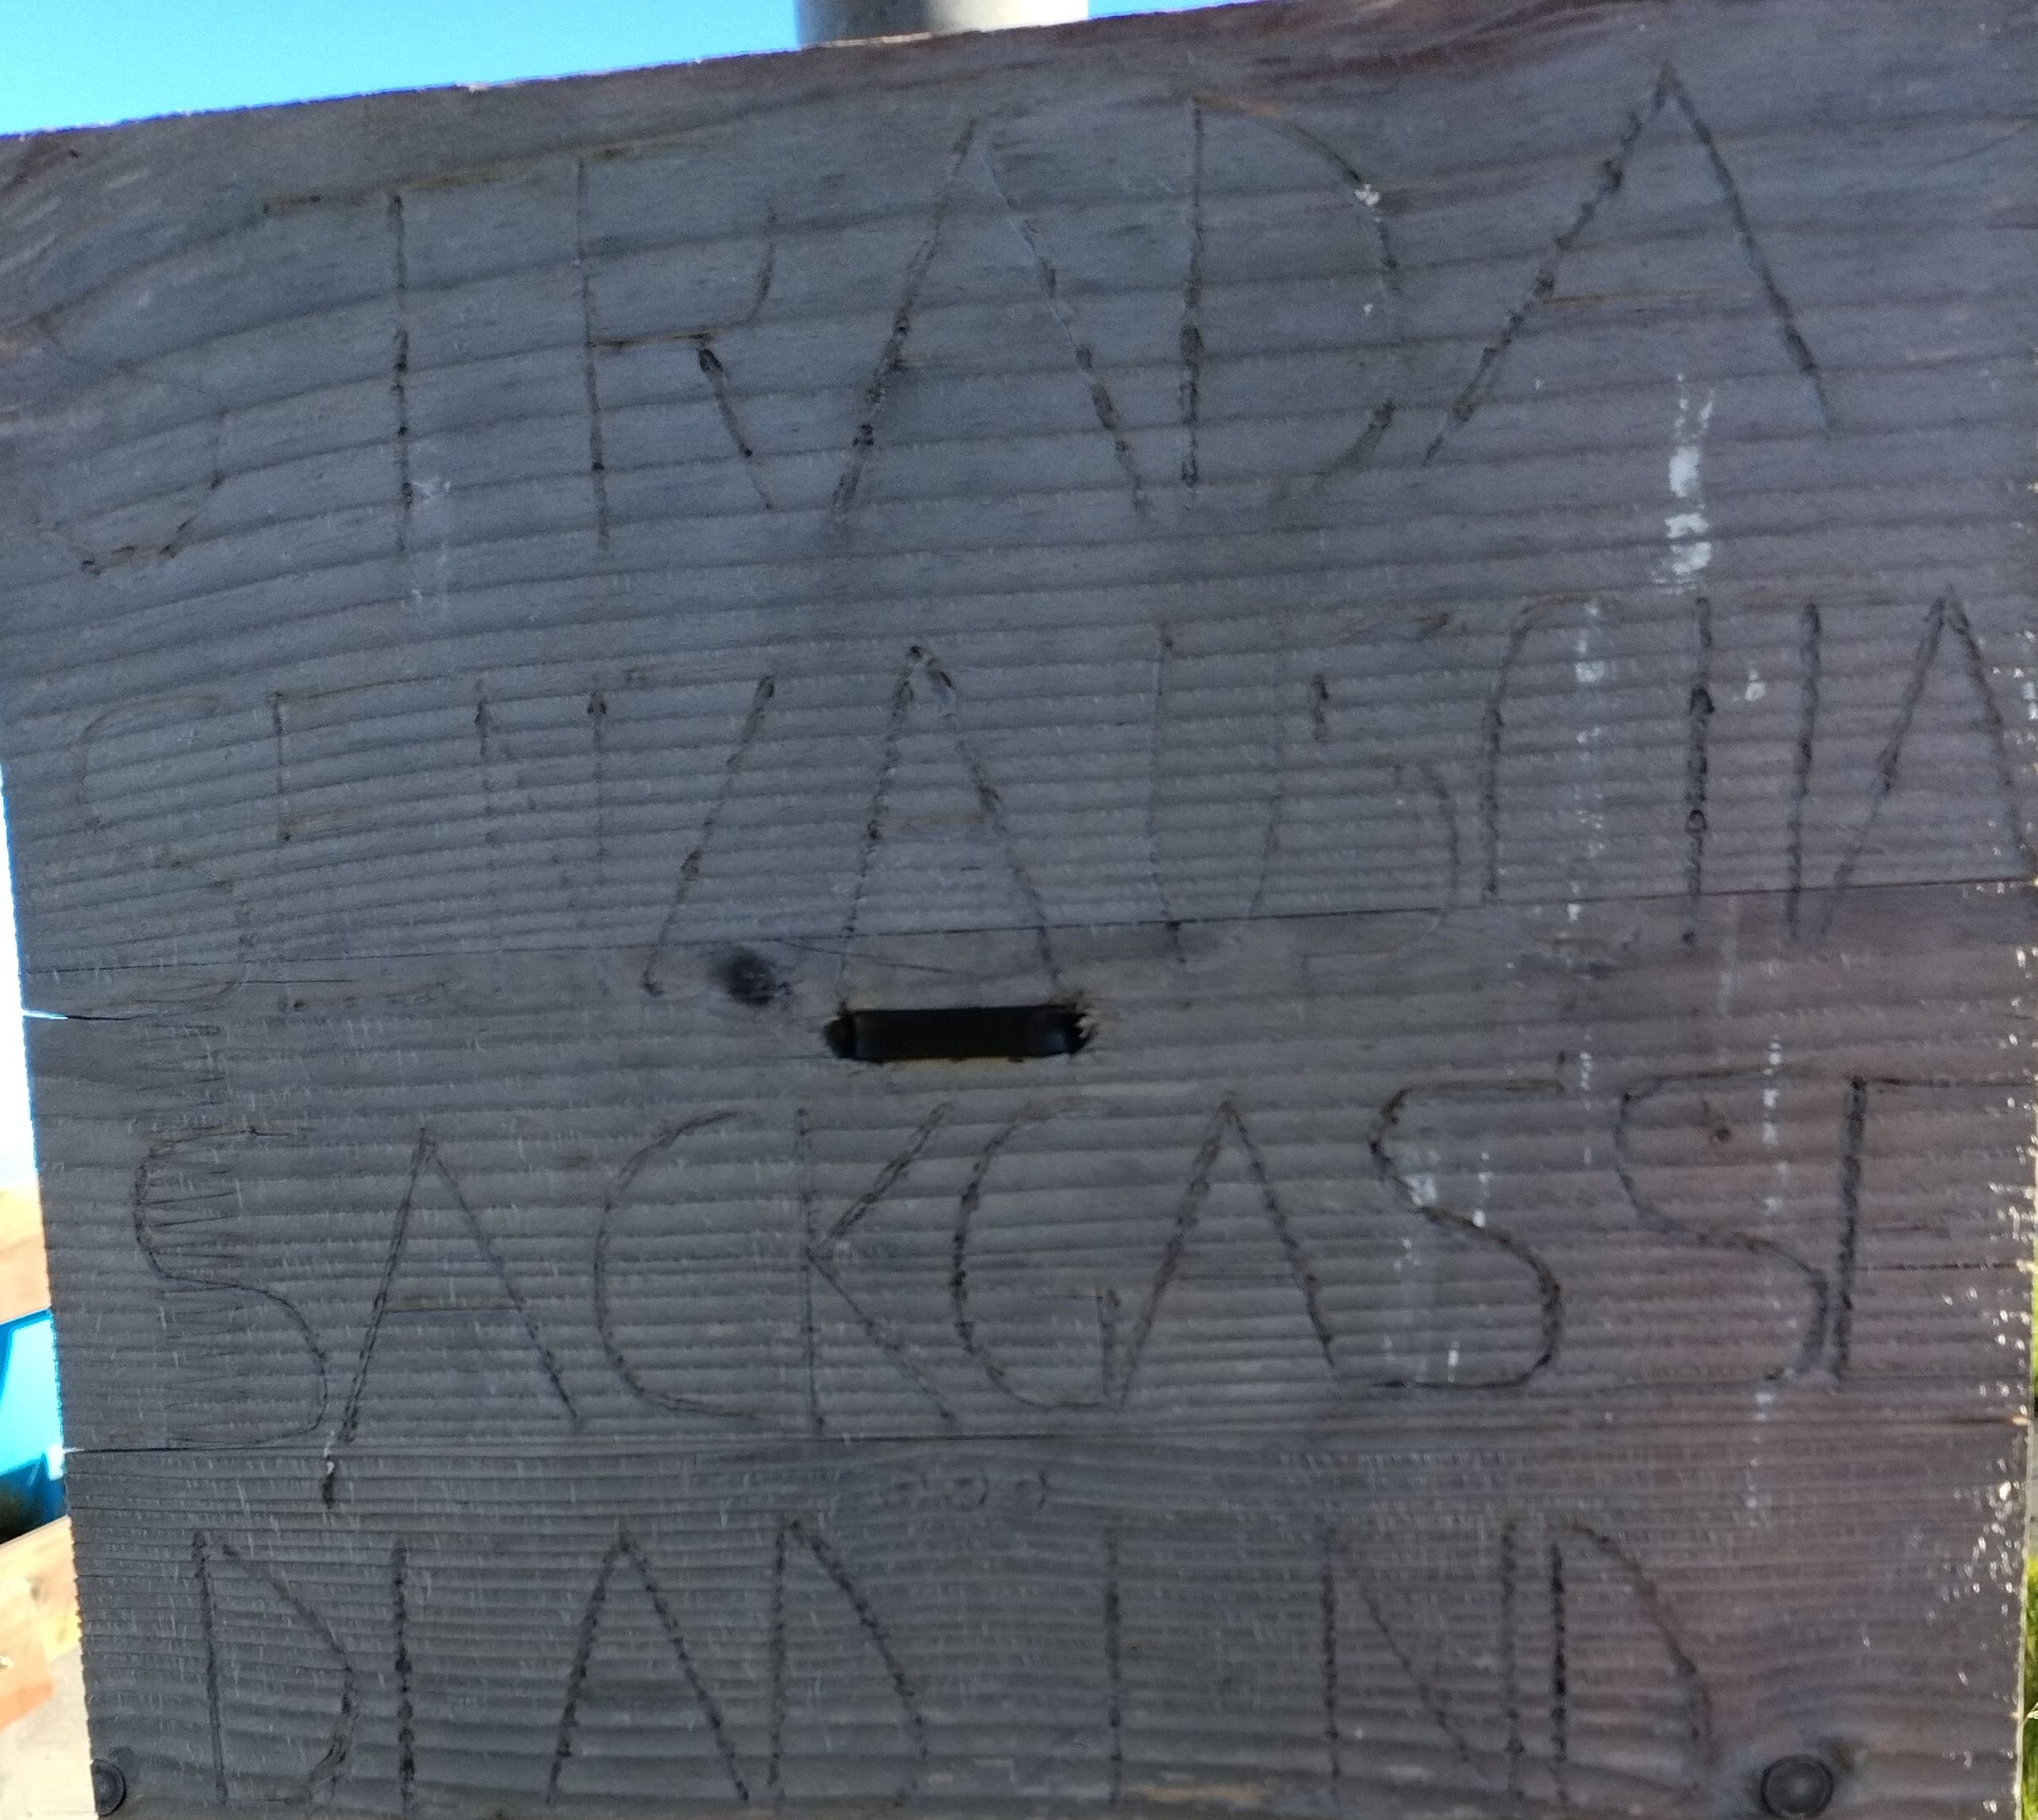 STRADA
SENZA USCITA
SACKGASSE
DEAD END